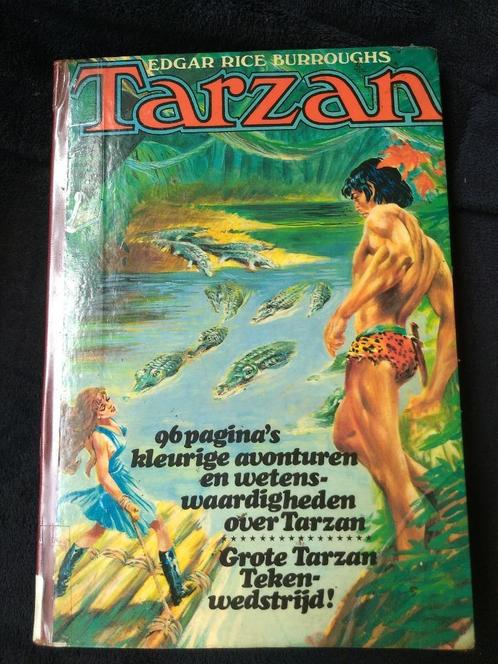 EDGAR RICE BURROUGHS
Tarzan
96 pagina's
kleurige avonturen
en wetens-
waardigheden
over Tarzan
********************
Grote Tarzan
Teken-
wedstrijd!